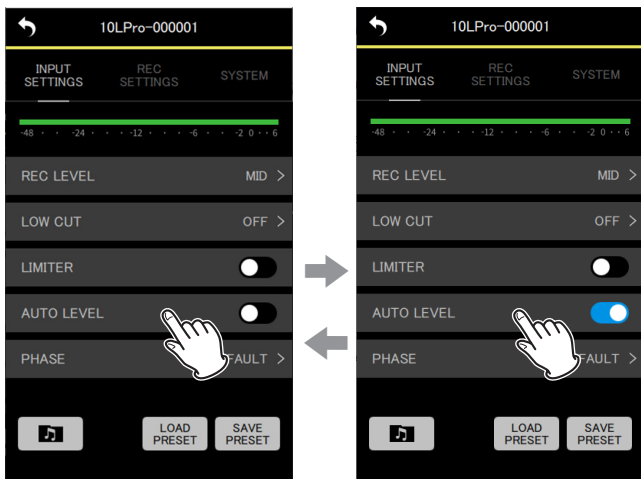 10LPro-000001
INPUT SETTINGS
REC SETTINGS
SYSTEM
-48 · · -24 · · · -12 · · · -6 · · -2 0 · · 6
REC LEVEL MID >
LOW CUT OFF >
LIMITER
AUTO LEVEL
PHASE FAULT >
LOAD PRESET
SAVE PRESET
10LPro-000001
INPUT SETTINGS
REC SETTINGS
SYSTEM
-48 · · -24 · · · -12 · · · -6 · · -2 0 · · 6
REC LEVEL MID >
LOW CUT OFF >
LIMITER
AUTO LEVEL
PHASE FAULT >
LOAD PRESET
SAVE PRESET